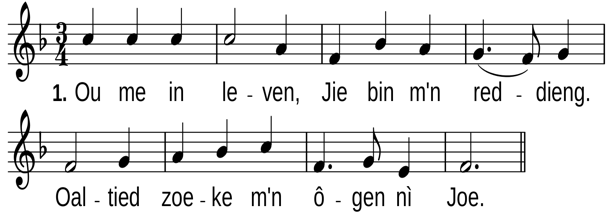 1. Ou me in le - ven, Jie bin m'n red - dieng.
Oal - tied zoe - ke m'n ô - gen nì Joe.